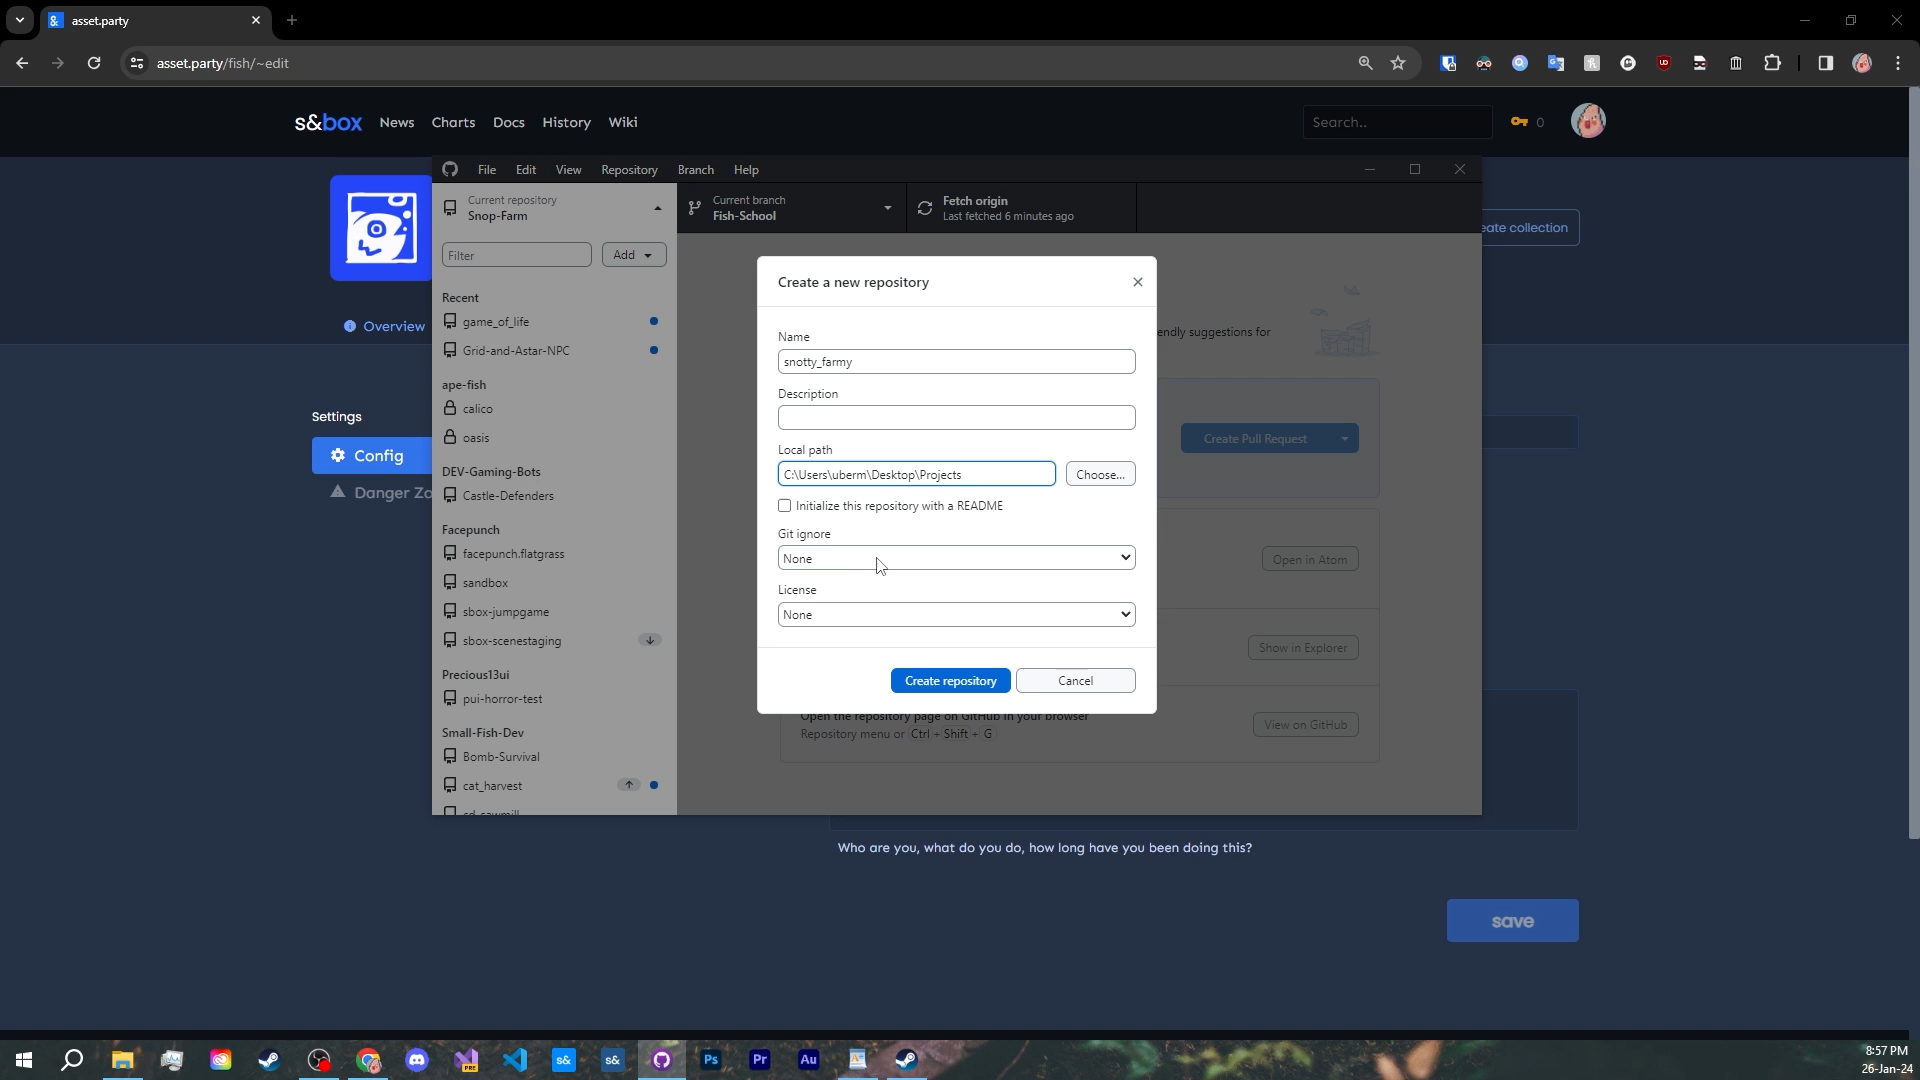 asset.party
asset.party/fish/~edit
s&box
News
Charts
Docs
History
Wiki
Search..
0
File
Edit
View
Repository
Branch
Help
Current repository
Snop-Farm
Current branch
Fish-School
Fetch origin
Last fetched 6 minutes ago
eate collection
Filter
Add
Overview
Recent
game_of_life
Grid-and-Astar-NPC
ape-fish
calico
oasis
DEV-Gaming-Bots
Castle-Defenders
Facepunch
facepunch.flatgrass
sandbox
sbox-jumpgame
sbox-scenestaging
Precious13ui
pui-horror-test
Small-Fish-Dev
Bomb-Survival
cat_harvest
Settings
Config
Danger Zo
Create a new repository
Name
snotty_farmy
Description
Local path
C:\Users\uberm\Desktop\Projects
Choose...
Initialize this repository with a README
Git ignore
None
License
None
Create repository
Cancel
endly suggestions for
Create Pull Request
Open in Atom
Show in Explorer
Open the repository page on GitHub in your browser
Repository menu or Ctrl + Shift + G
View on GitHub
Who are you, what do you do, how long have you been doing this?
save
PRE
s&
s&
Ps
Pr
Au
8:57 PM
26-Jan-24